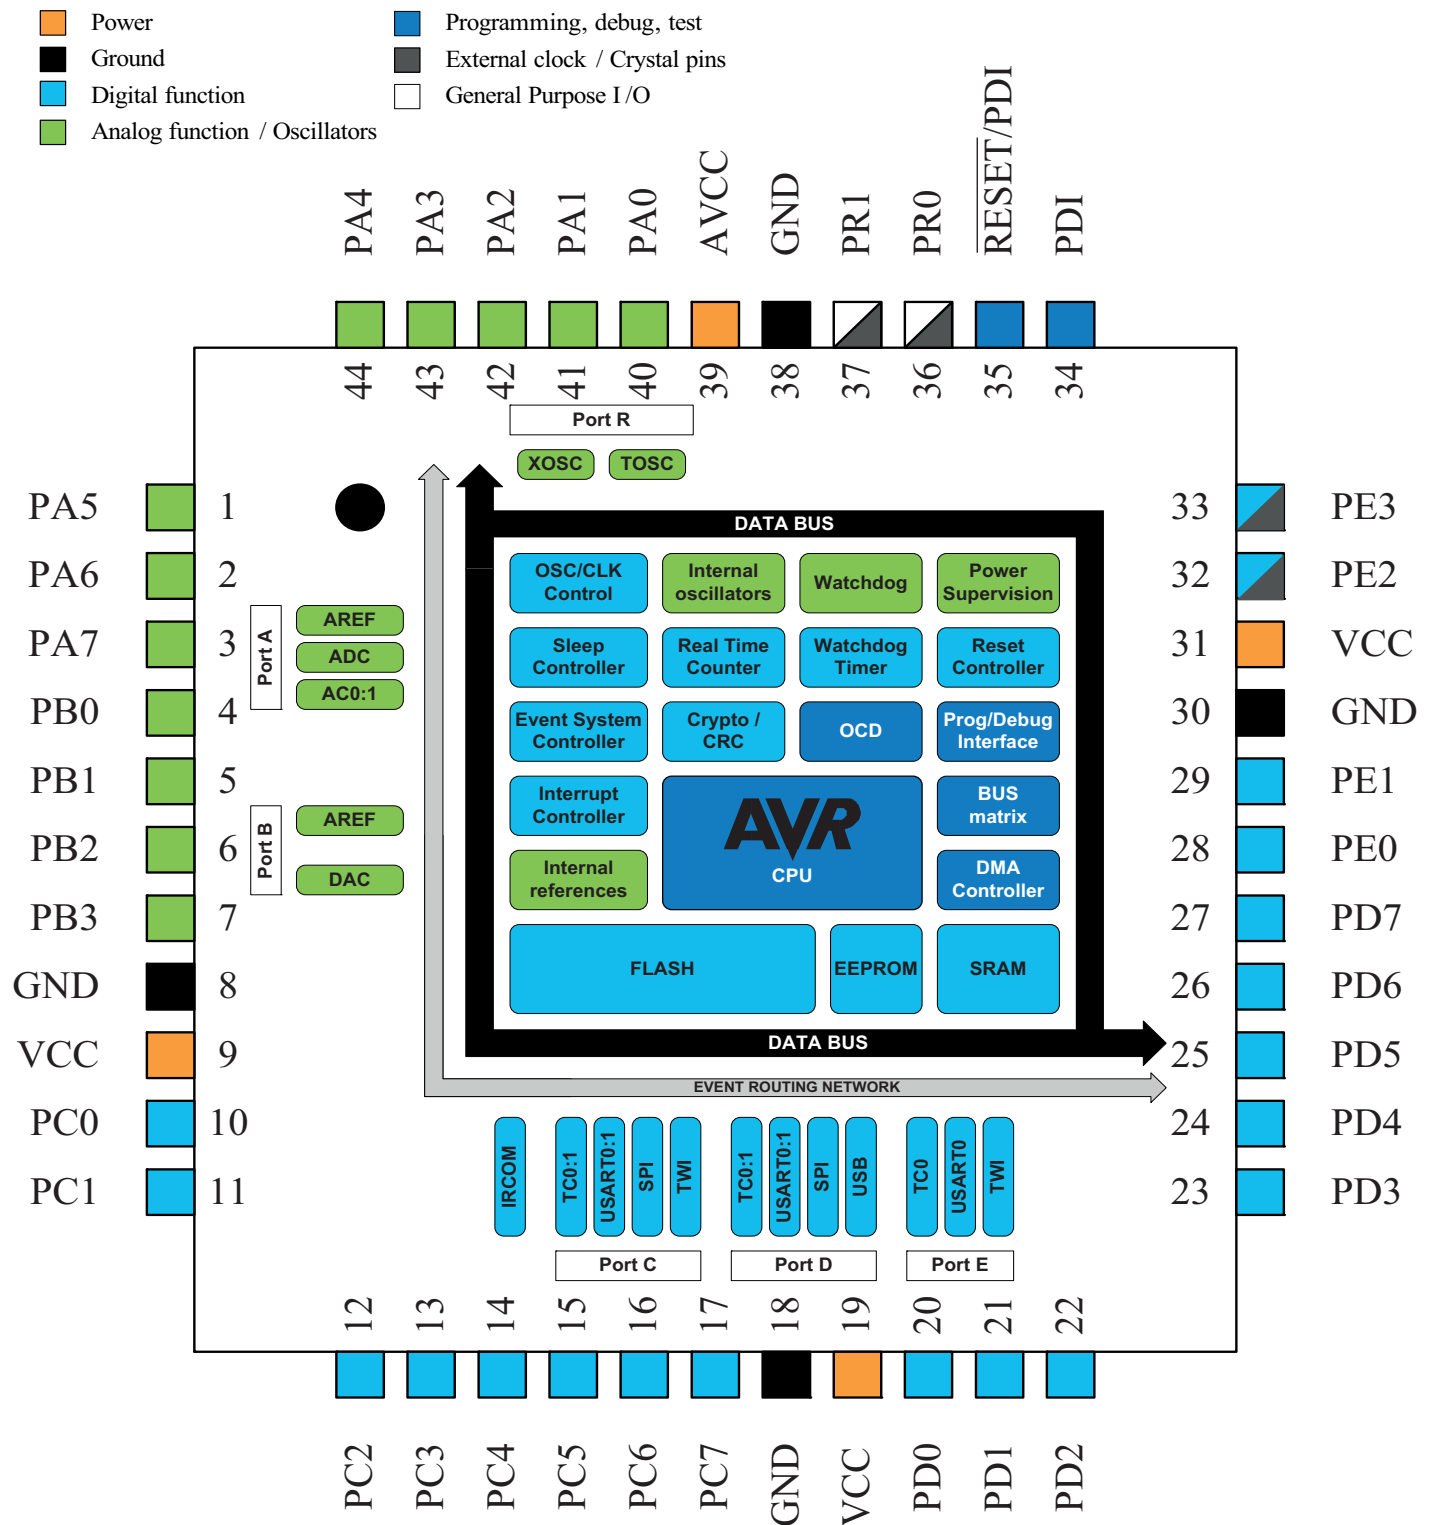 Power
Ground
Digital function
Analog function / Oscillators
Programming, debug, test
External clock / Crystal pins
General Purpose I /O
PA4
PA3
PA2
PA1
PA0
AVCC
GND
PR1
PR0
RESET/PDI
PDI
44
43
42
41
40
39
38
37
36
35
34
Port R
XOSC
TOSC
PA5 1
PA6 2
PA7 3
PB0 4
PB1 5
PB2 6
PB3 7
GND 8
VCC 9
PC0 10
PC1 11
Port A
AREF
ADC
AC0:1
Port B
AREF
DAC
DATA BUS
OSC/CLK
Control
Internal
oscillators
Watchdog
Power
Supervision
Sleep
Controller
Real Time
Counter
Watchdog
Timer
Reset
Controller
Event System
Controller
Crypto /
CRC
OCD
Prog/Debug
Interface
Interrupt
Controller
AVR
CPU
BUS
matrix
Internal
references
DMA
Controller
FLASH
EEPROM
SRAM
DATA BUS
EVENT ROUTING NETWORK
33 PE3
32 PE2
31 VCC
30 GND
29 PE1
28 PE0
27 PD7
26 PD6
25 PD5
24 PD4
23 PD3
IRCOM
TC0:1
USART0:1
SPI
TWI
TC0:1
USART0:1
SPI
USB
TC0
USART0
TWI
Port C
Port D
Port E
12
13
14
15
16
17
18
19
20
21
22
PC2
PC3
PC4
PC5
PC6
PC7
GND
VCC
PD0
PD1
PD2